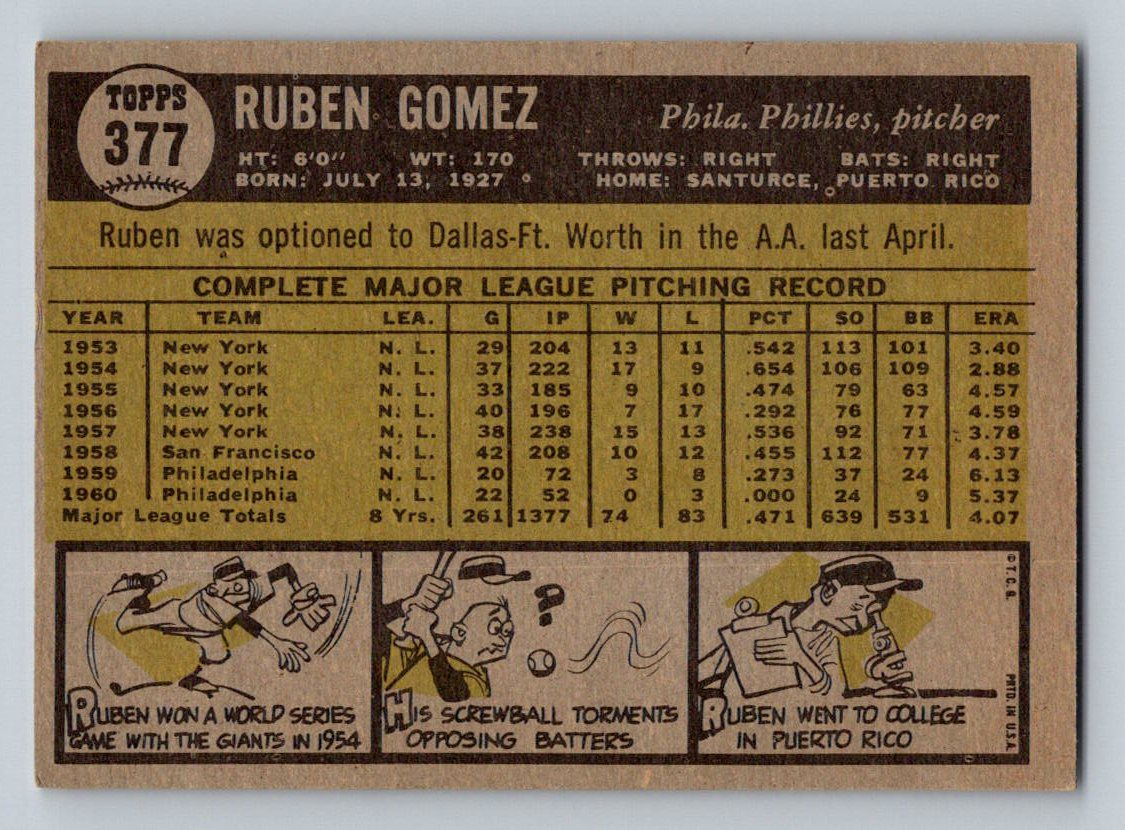 TOPPS
377
RUBEN GOMEZ
Phila. Phillies, pitcher
HT: 6'0" WT: 170 THROWS: RIGHT BATS: RIGHT
BORN: JULY 13, 1927 HOME: SANTURCE, PUERTO RICO
Ruben was optioned to Dallas-Ft. Worth in the A.A. last April.
COMPLETE MAJOR LEAGUE PITCHING RECORD
YEAR TEAM LEA. G IP W L PCT SO BB ERA
1953 New York N. L. 29 204 13 11 .542 113 101 3.40
1954 New York N. L. 37 222 17 9 .654 106 109 2.88
1955 New York N. L. 33 185 9 10 .474 79 63 4.57
1956 New York N. L. 40 196 7 17 .292 76 77 4.59
1957 New York N. L. 38 238 15 13 .536 92 71 3.78
1958 San Francisco N. L. 42 208 10 12 .455 112 77 4.37
1959 Philadelphia N. L. 20 72 3 8 .273 37 24 6.13
1960 Philadelphia N. L. 22 52 0 3 .000 24 9 5.37
Major League Totals 8 Yrs. 261 1377 74 83 .471 639 531 4.07
?
RUBEN WON A WORLD SERIES
GAME WITH THE GIANTS IN 1954
HIS SCREWBALL TORMENTS
OPPOSING BATTERS
RUBEN WENT TO COLLEGE
IN PUERTO RICO
© T. C. G. PRTD. IN U.S.A.